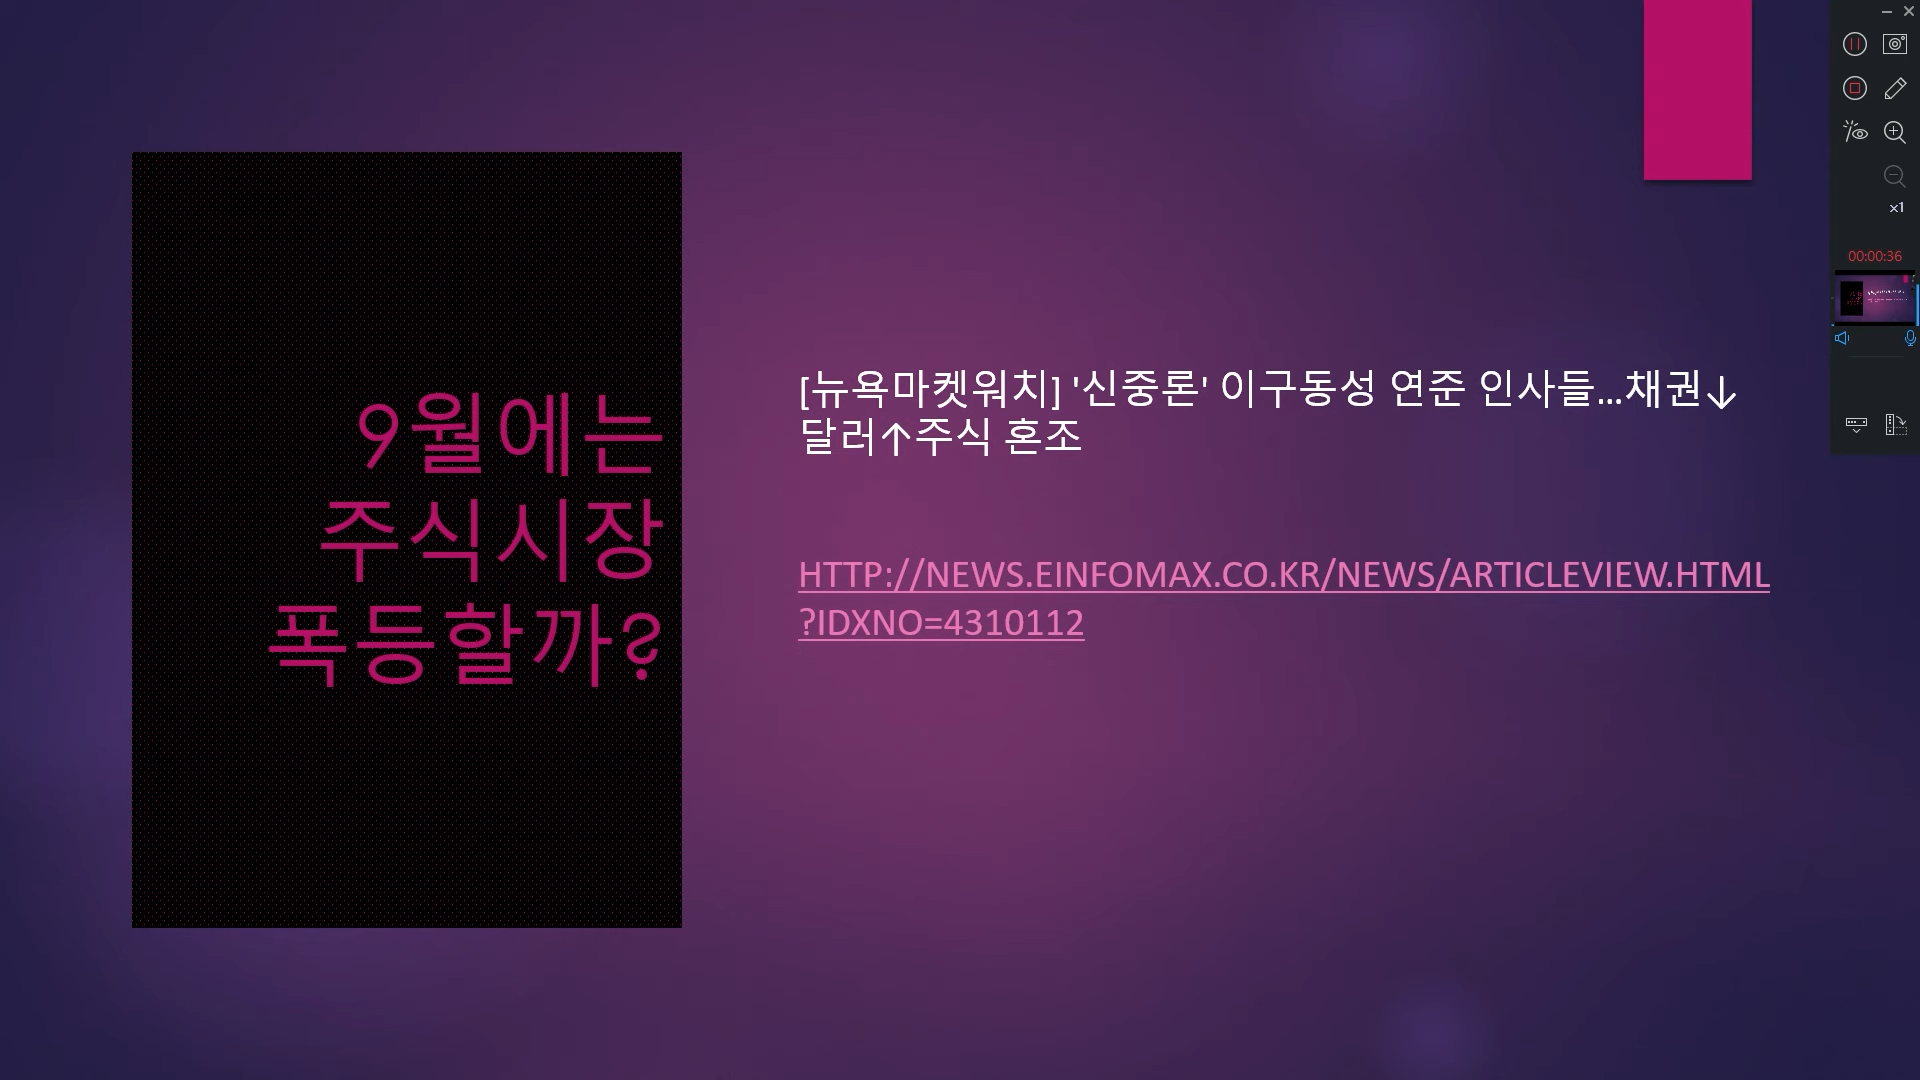 9월에는
주식시장
폭등할까?
[뉴욕마켓워치] '신중론' 이구동성 연준 인사들...채권↓
달러↑주식 혼조
HTTP://NEWS.EINFOMAX.CO.KR/NEWS/ARTICLEVIEW.HTML
?IDXNO=4310112
x1
00:00:36